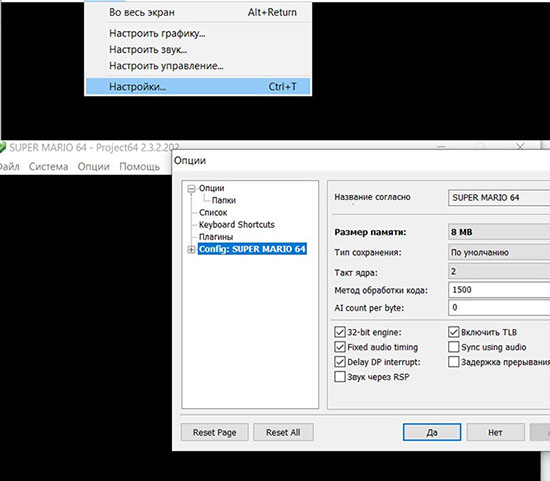 Во весь экран Alt+Return
Настроить графику...
Настроить звук...
Настроить управление...
Настройки... Ctrl+T
SUPER MARIO 64 - Project64 2.3.2.202
Файл Система Опции Помощь
Опции
Опции
Папки
Список
Keyboard Shortcuts
Плагины
Config: SUPER MARIO 64
Название согласно SUPER MARIO 64
Размер памяти: 8 MB
Тип сохранения: По умолчанию
Такт ядра: 2
Метод обработки кода: 1500
AI count per byte: 0
32-bit engine: Включить TLB
Fixed audio timing Sync using audio
Delay DP interrupt: Задержка прерывания
Звук через RSP
Reset Page Reset All Да Нет